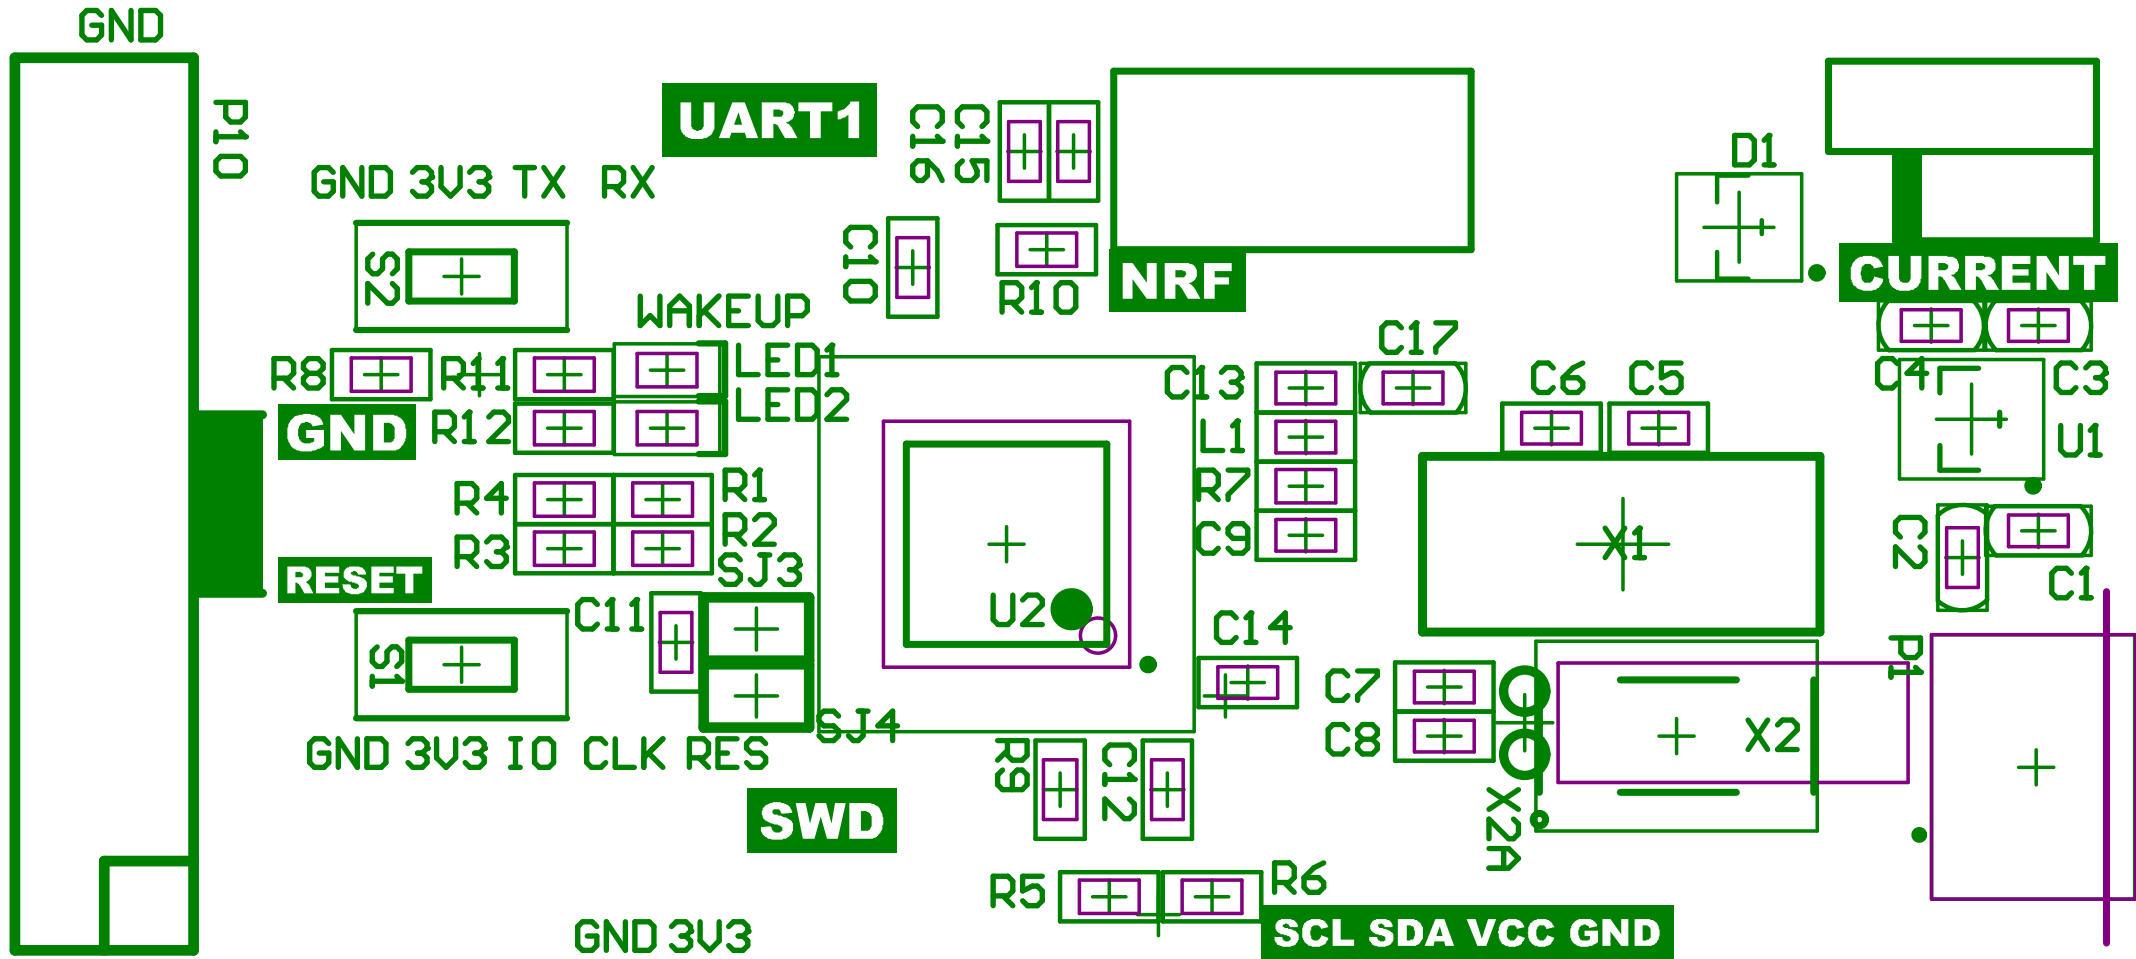 GND
P10
UART1
GND 3V3 TX RX
C16
C15
D1
S2
C10
NRF
R10
CURRENT
WAKEUP
R8
R11
LED1
C17
C13
C6
C5
C4
C3
GND
R12
LED2
L1
U1
R4
R1
R7
R3
R2
C9
X1
C2
RESET
SJ3
C1
C11
U2
C14
S1
P1
C7
SJ4
C8
X2
GND 3V3 IO CLK RES
R9
C12
X2A
SWD
R5
R6
GND 3V3
SCL SDA VCC GND